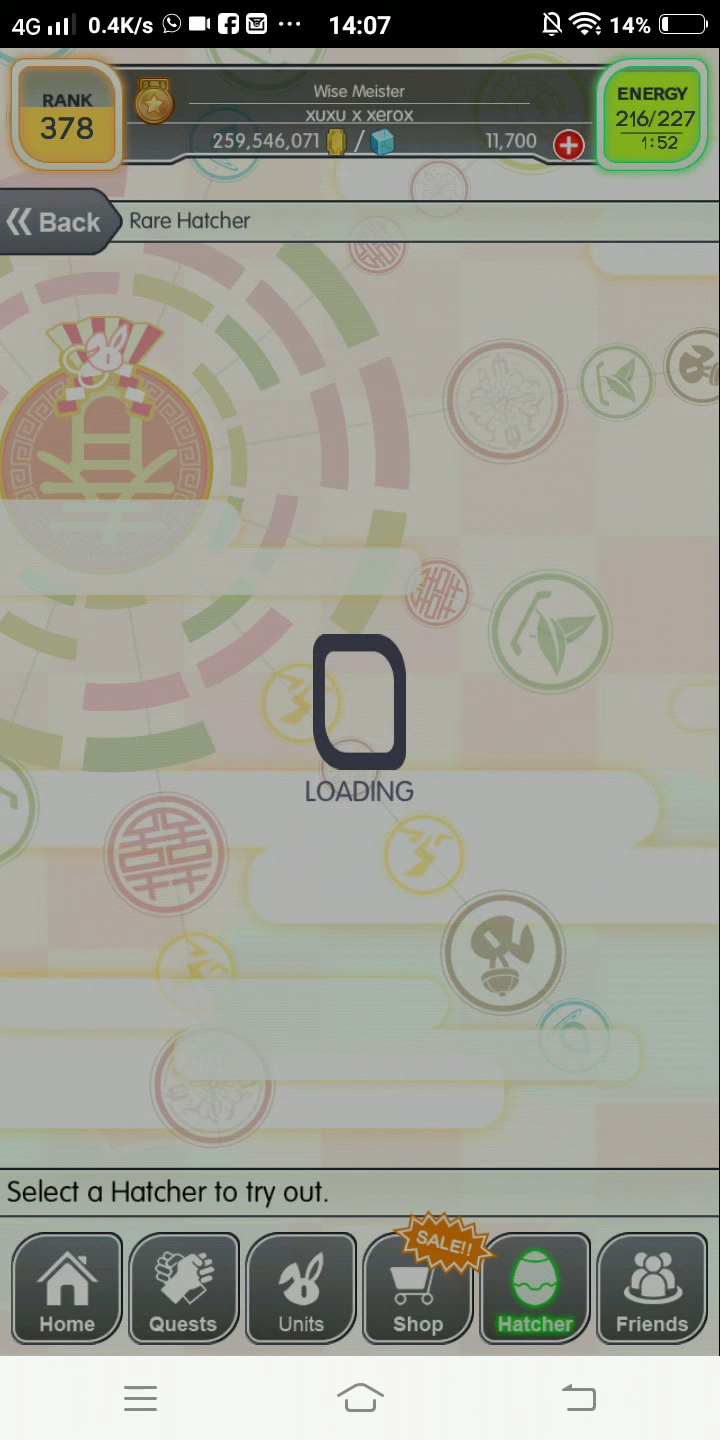 4G 0.4K/s ... 14:07 14%
RANK
378
Wise Meister
xuxu x xerox
259,546,071 / 11,700
ENERGY
216/227
1:52
Back
Rare Hatcher
LOADING
Select a Hatcher to try out.
SALE!!
Home Quests Units Shop Hatcher Friends